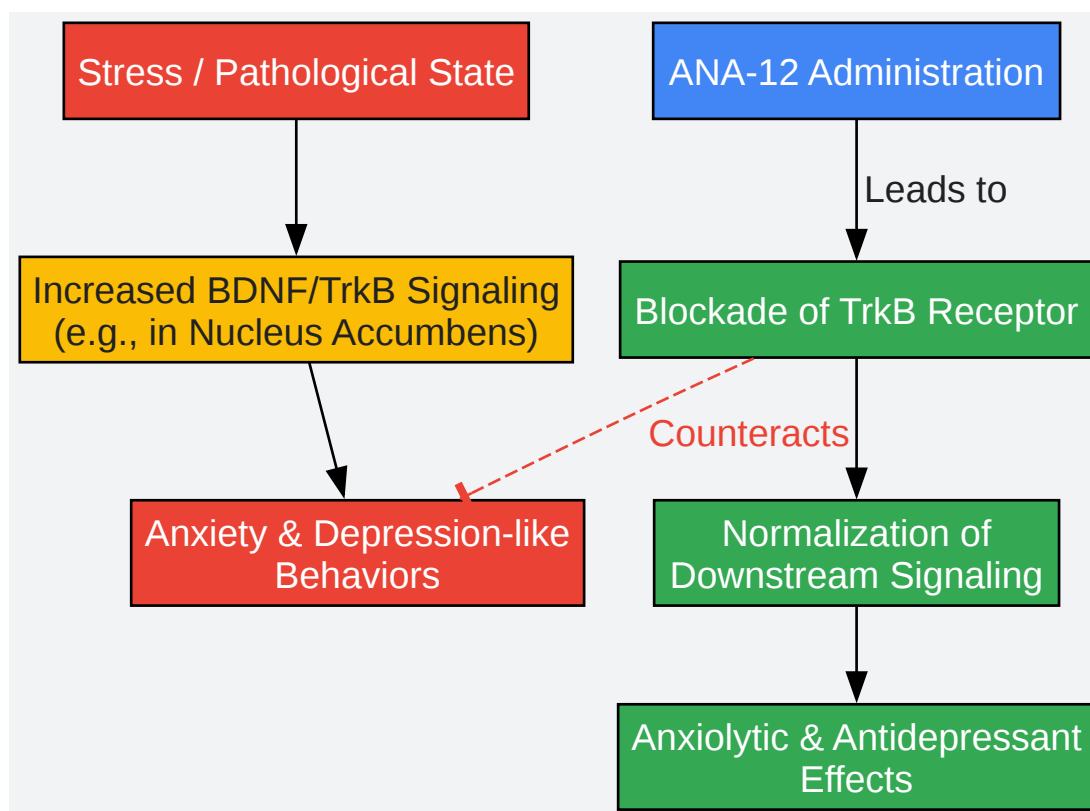 Stress / Pathological State
ANA-12 Administration
Leads to
Increased BDNF/TrkB Signaling
(e.g., in Nucleus Accumbens)
Blockade of TrkB Receptor
Counteracts
Anxiety & Depression-like
Behaviors
Normalization of
Downstream Signaling
Anxiolytic & Antidepressant
Effects